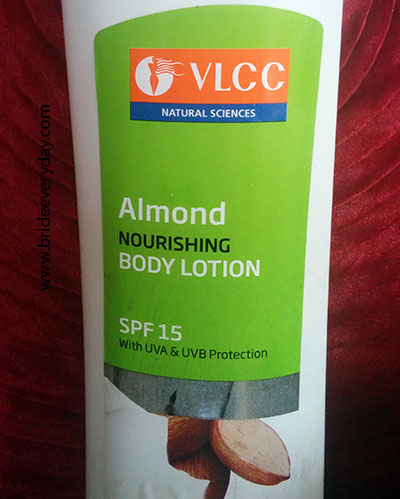 www.brideeveryday.com
VLCC
NATURAL SCIENCES
Almond
NOURISHING
BODY LOTION
SPF 15
With UVA & UVB Protection